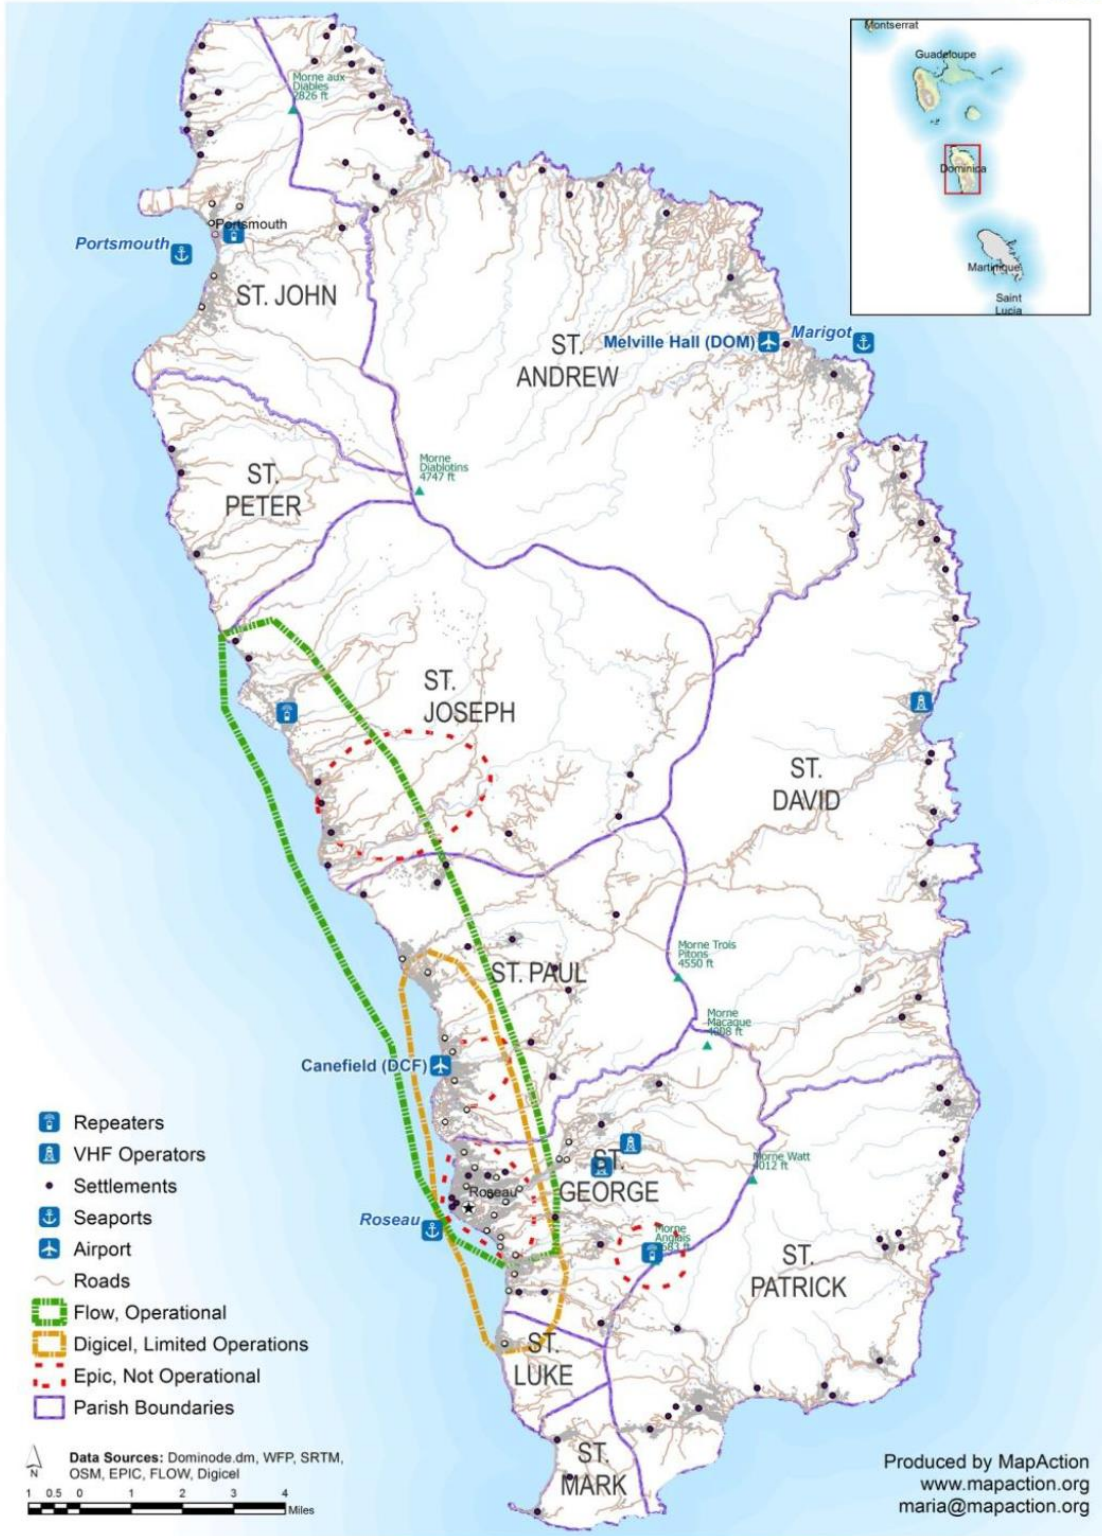 Montserrat
Guadeloupe
Dominica
Martinique
Saint
Lucia
Morne aux
Diables
2826 ft
Portsmouth
Portsmouth
ST. JOHN
ST.
ANDREW
Melville Hall (DOM)
Marigot
Morne
Diablotins
4747 ft
ST.
PETER
ST.
JOSEPH
ST.
DAVID
Morne Trois
Pitons
4550 ft
ST. PAUL
Morne
Macaque
4008 ft
Canefield (DCF)
Morne Watt
4012 ft
ST.
GEORGE
Roseau
Roseau
Morne
Anglais
ST.
PATRICK
ST.
LUKE
ST.
MARK
Repeaters
VHF Operators
Settlements
Seaports
Airport
Roads
Flow, Operational
Digicel, Limited Operations
Epic, Not Operational
Parish Boundaries
N
Data Sources: Dominode.dm, WFP, SRTM,
OSM, EPIC, FLOW, Digicel
1 0.5 0 1 2 3 4
Miles
Produced by MapAction
www.mapaction.org
maria@mapaction.org